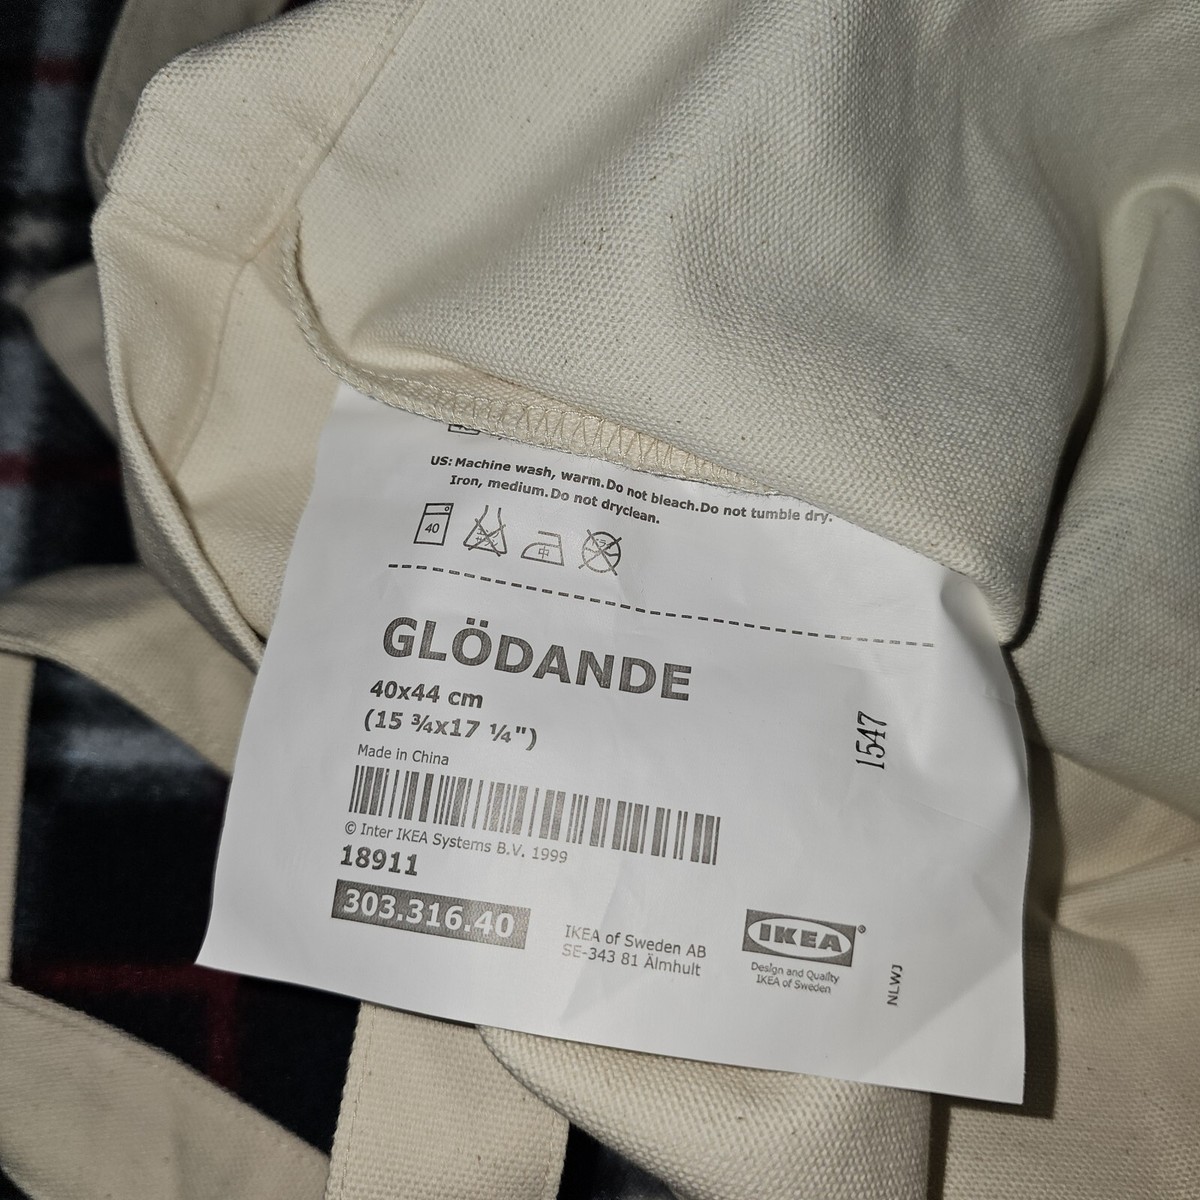 US: Machine wash, warm. Do not bleach. Do not tumble dry.
Iron, medium. Do not dryclean.
40
中
GLÖDANDE
40x44 cm
(15 ¾x17 ¼")
Made in China
© Inter IKEA Systems B.V. 1999
18911
303.316.40
IKEA of Sweden AB
SE-343 81 Älmhult
IKEA®
Design and Quality
IKEA of Sweden
1547
NLWJ